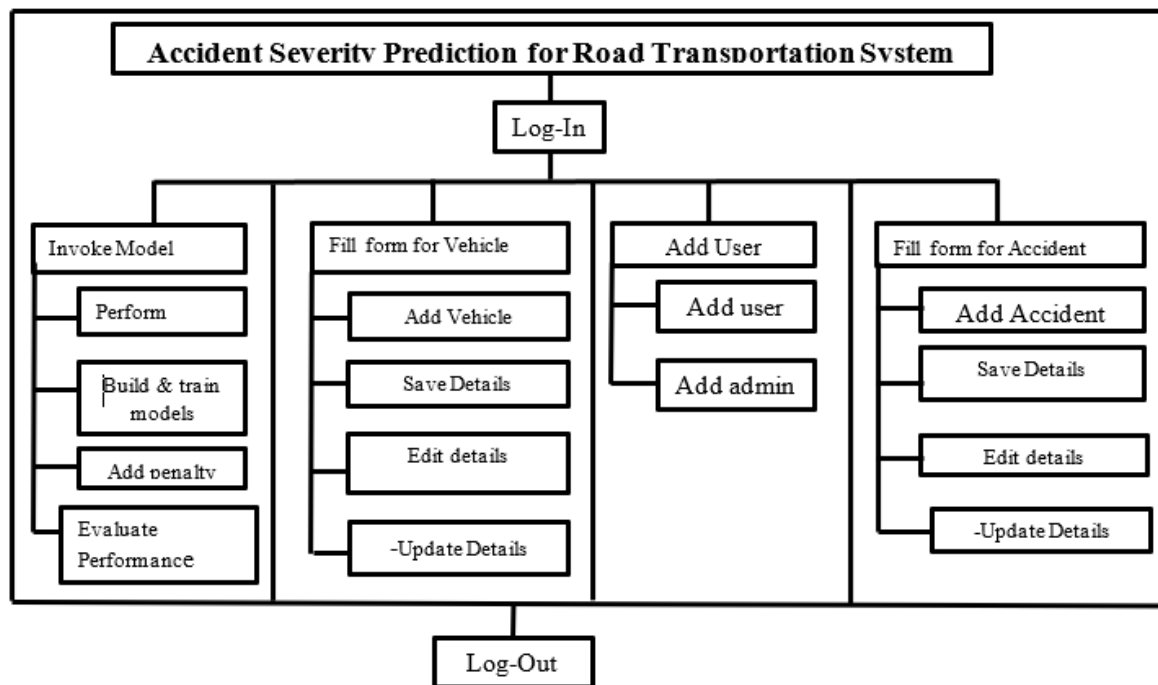 Accident Severity Prediction for Road Transportation System
Log-In
Invoke Model
Perform
Build & train
models
Add penalty
Evaluate
Performance
Fill form for Vehicle
Add Vehicle
Save Details
Edit details
-Update Details
Add User
Add user
Add admin
Fill form for Accident
Add Accident
Save Details
Edit details
-Update Details
Log-Out